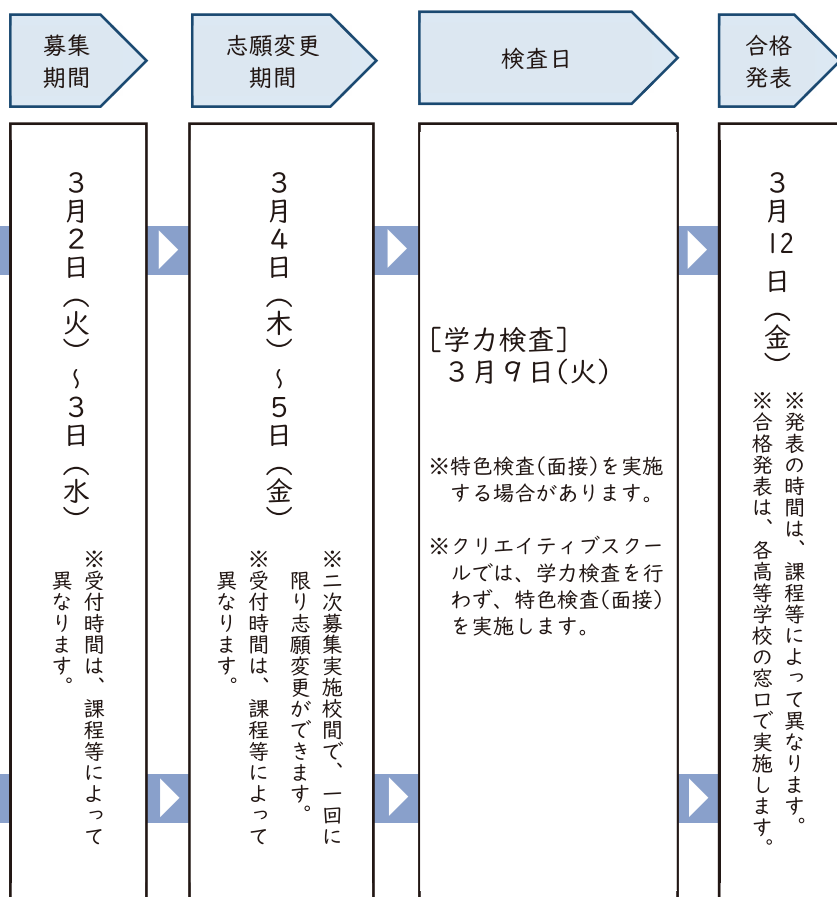 募集
期間
3月2日(火)~3日(水)
※受付時間は、課程等によって
異なります。
志願変更
期間
3月4日(木)~5日(金)
※二次募集実施校間で、一回に
限り志願変更ができます。
※受付時間は、課程等によって
異なります。
検査日
[学力検査]
3月9日(火)
※特色検査(面接)を実施
する場合があります。
※クリエイティブスクー
ルでは、学力検査を行
わず、特色検査(面接)
を実施します。
合格
発表
3月12日(金)
※発表の時間は、課程等によって異なります。
※合格発表は、各高等学校の窓口で実施します。